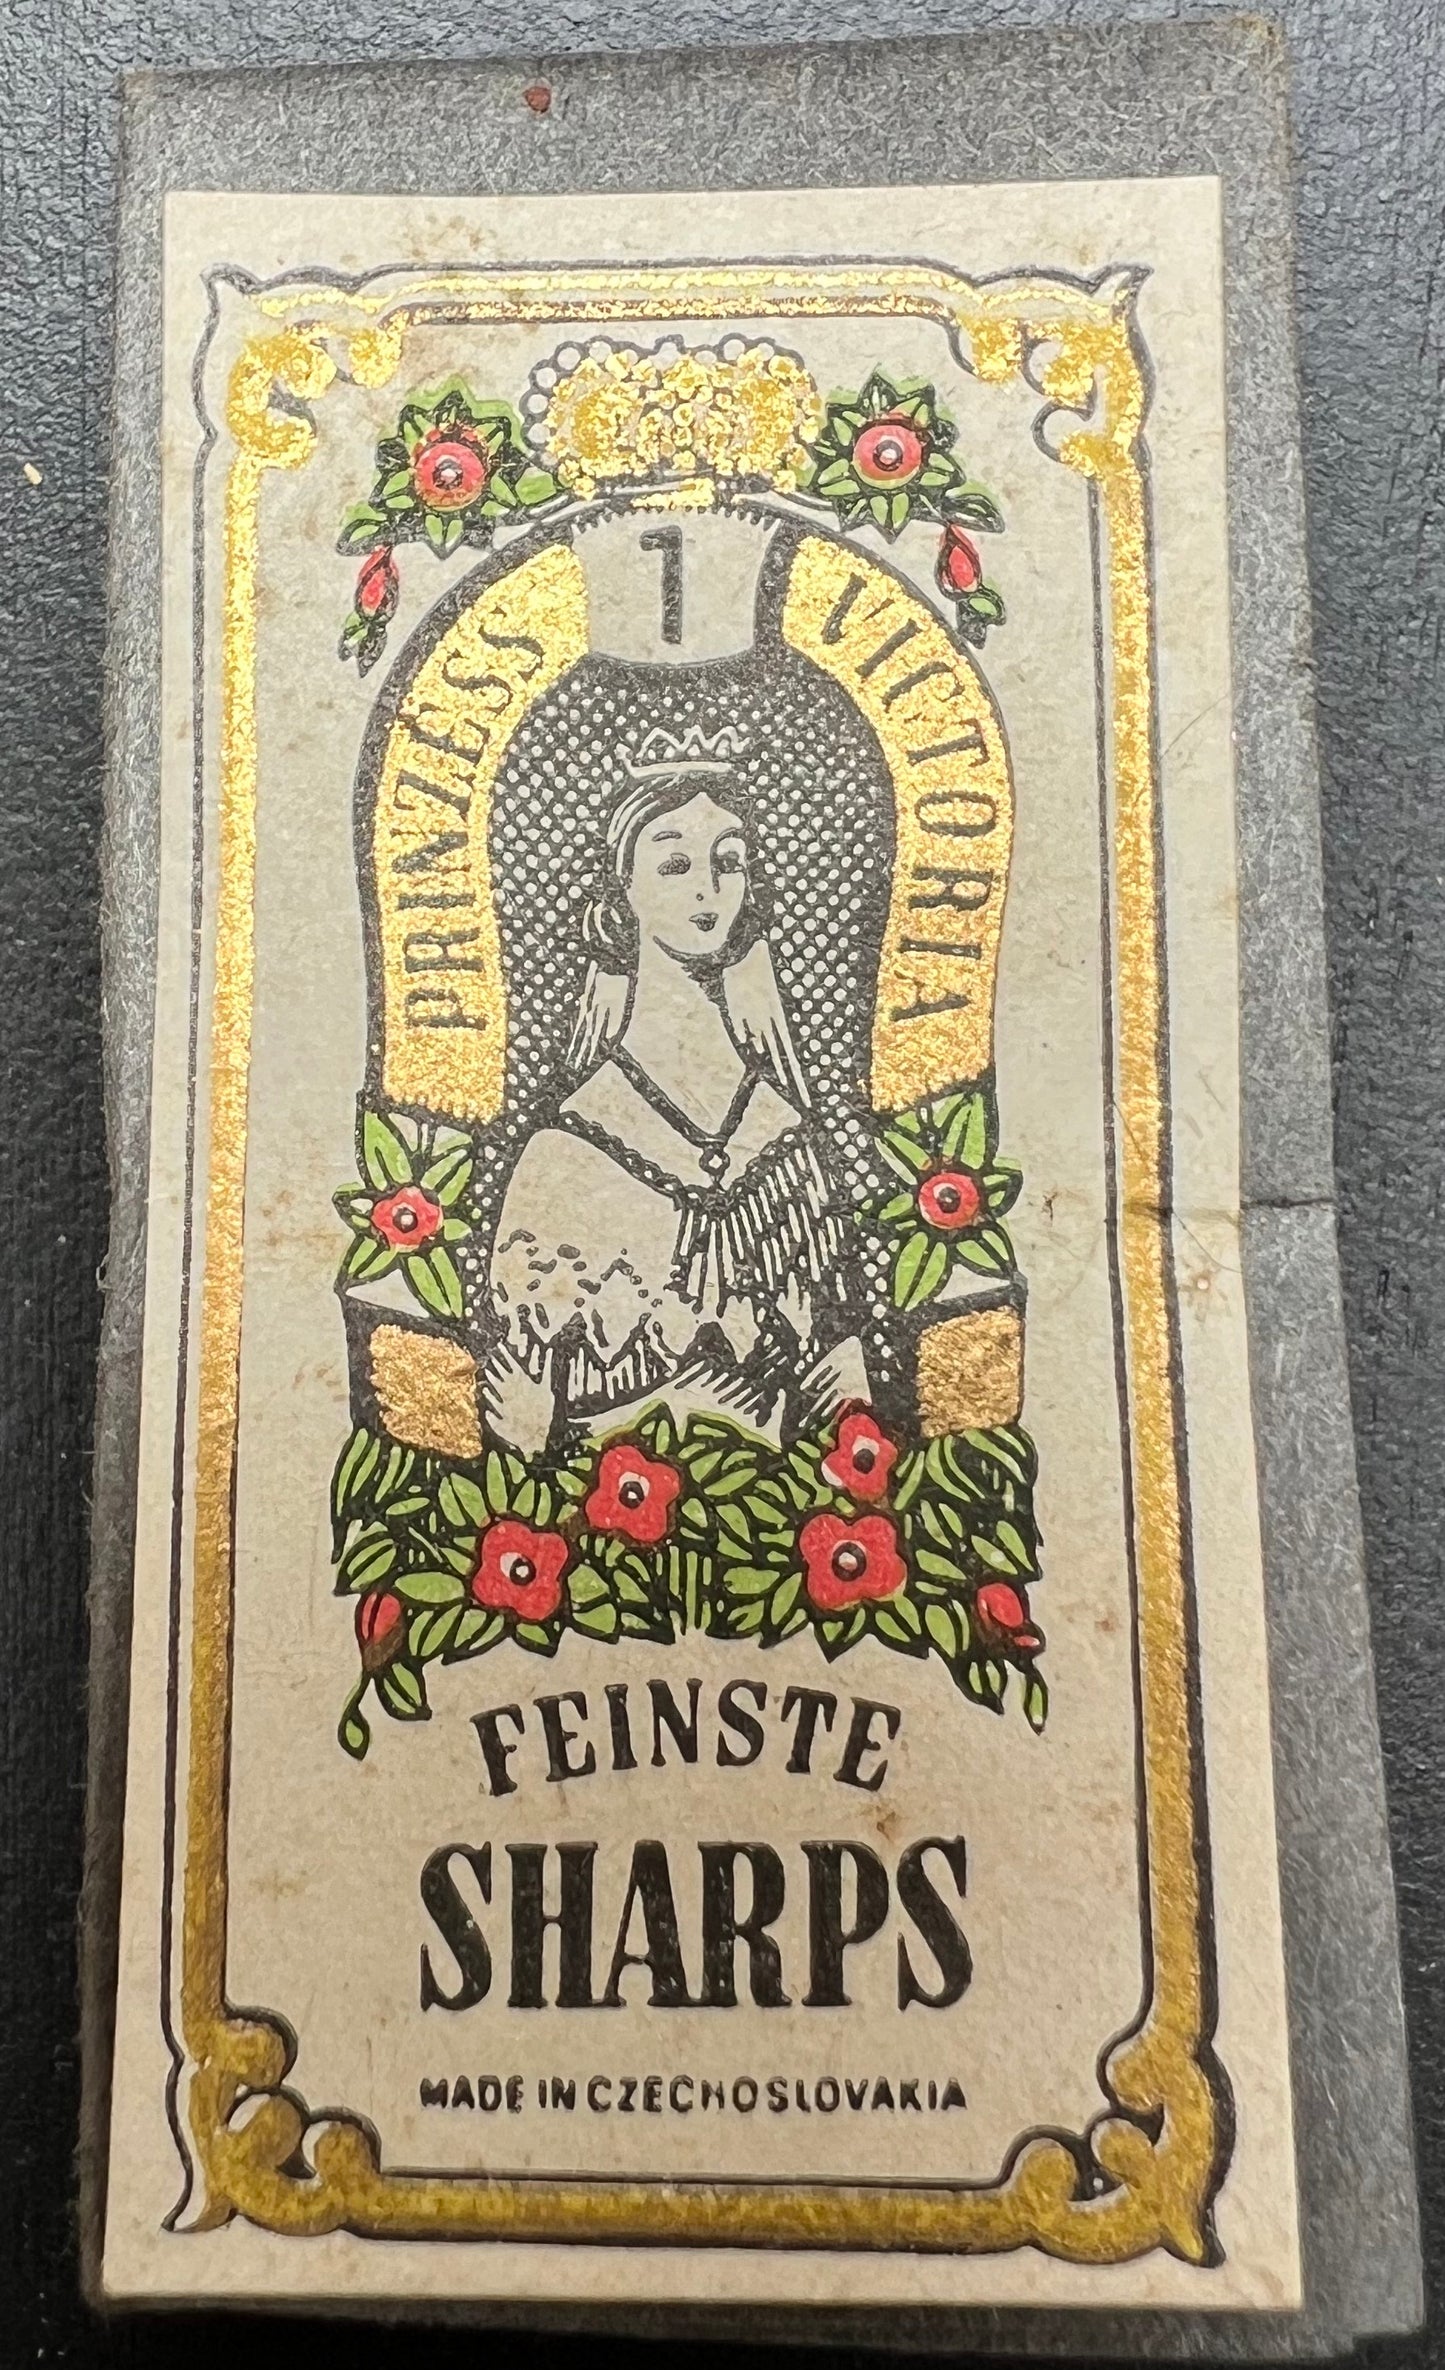 1
PRINZESS VICTORIA
FEINSTE
SHARPS
MADE IN CZECHOSLOVAKIA